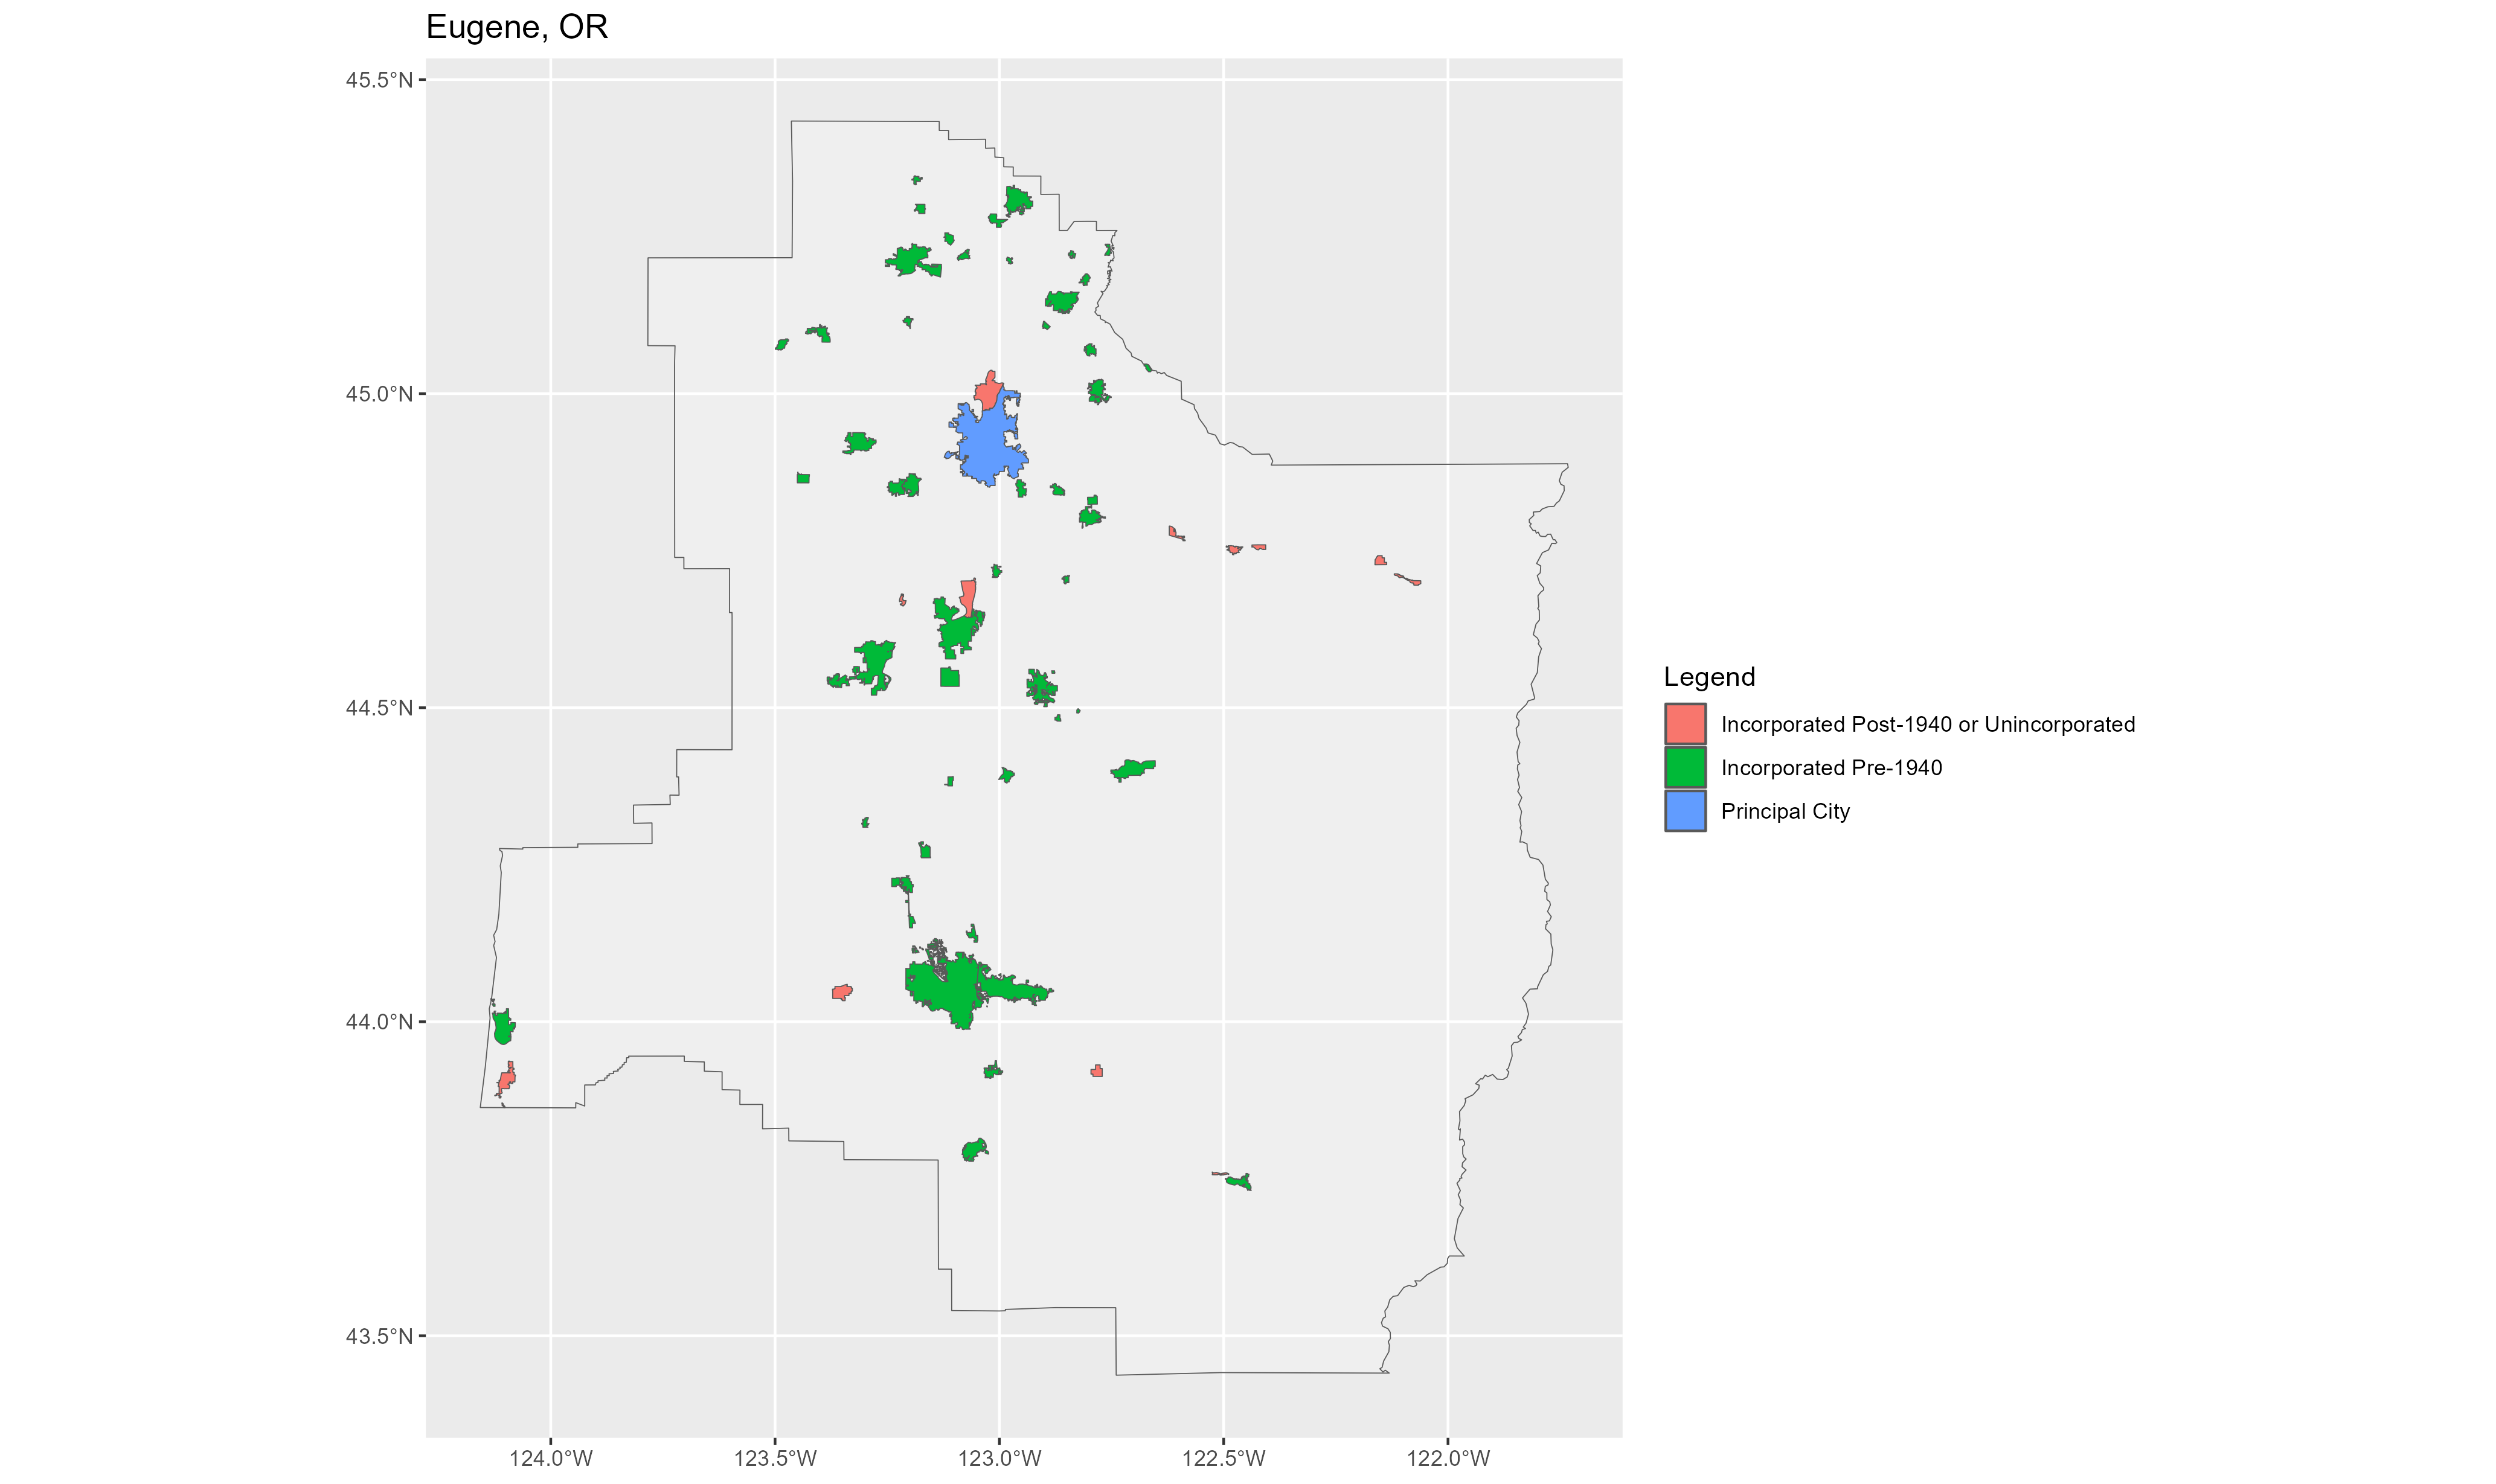 Eugene, OR
45.5°N
45.0°N
44.5°N
44.0°N
43.5°N
124.0°W
123.5°W
123.0°W
122.5°W
122.0°W
Legend
Incorporated Post-1940 or Unincorporated
Incorporated Pre-1940
Principal City